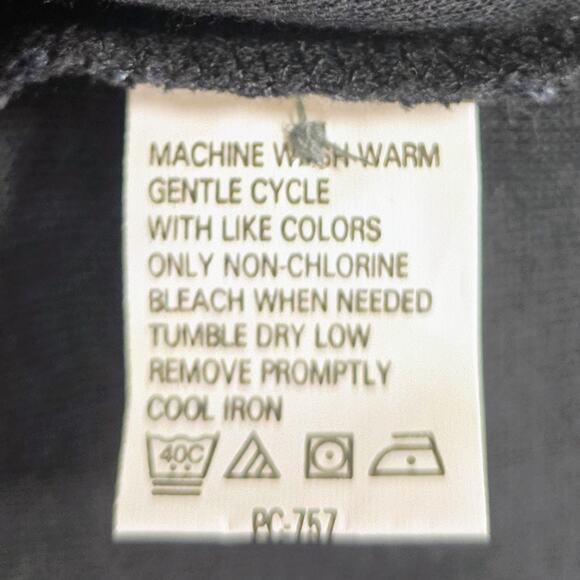 MACHINE WASH WARM
GENTLE CYCLE
WITH LIKE COLORS
ONLY NON-CHLORINE
BLEACH WHEN NEEDED
TUMBLE DRY LOW
REMOVE PROMPTLY
COOL IRON
40C
PC-757